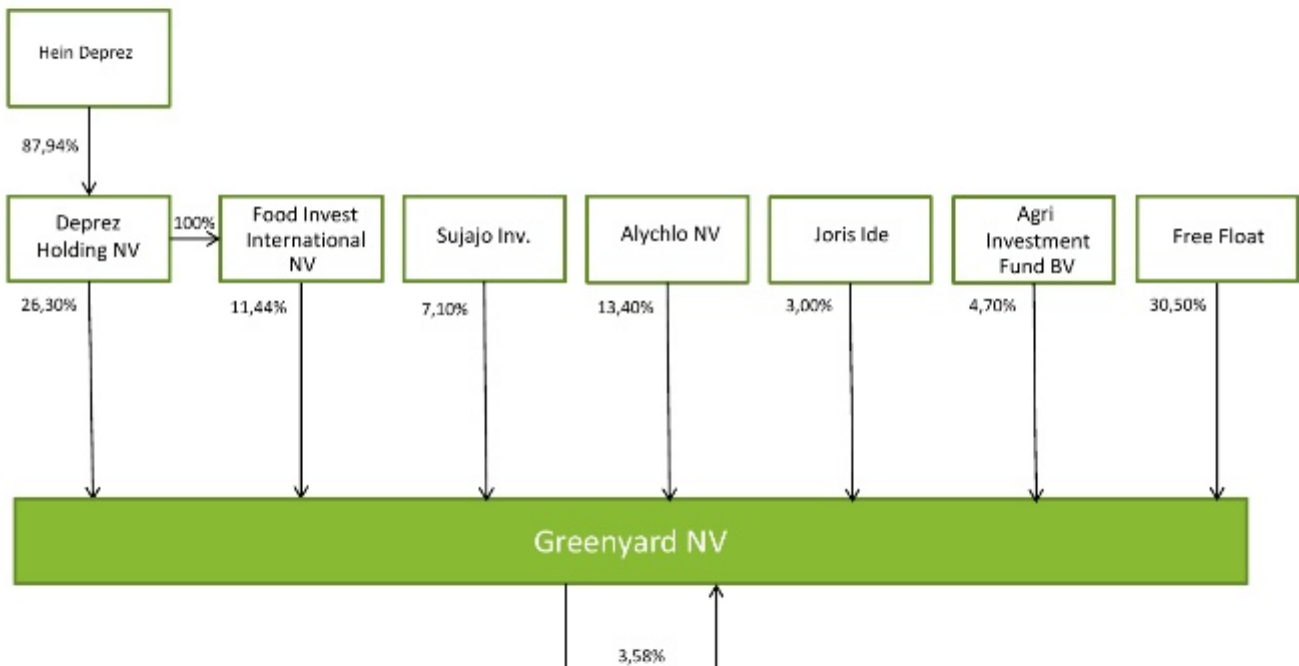 Hein Deprez
87,94%
Deprez
Holding NV
100%
Food Invest
International
NV
Sujajo Inv.
Alychlo NV
Joris Ide
Agri
Investment
Fund BV
Free Float
26,30%
11,44%
7,10%
13,40%
3,00%
4,70%
30,50%
Greenyard NV
3,58%